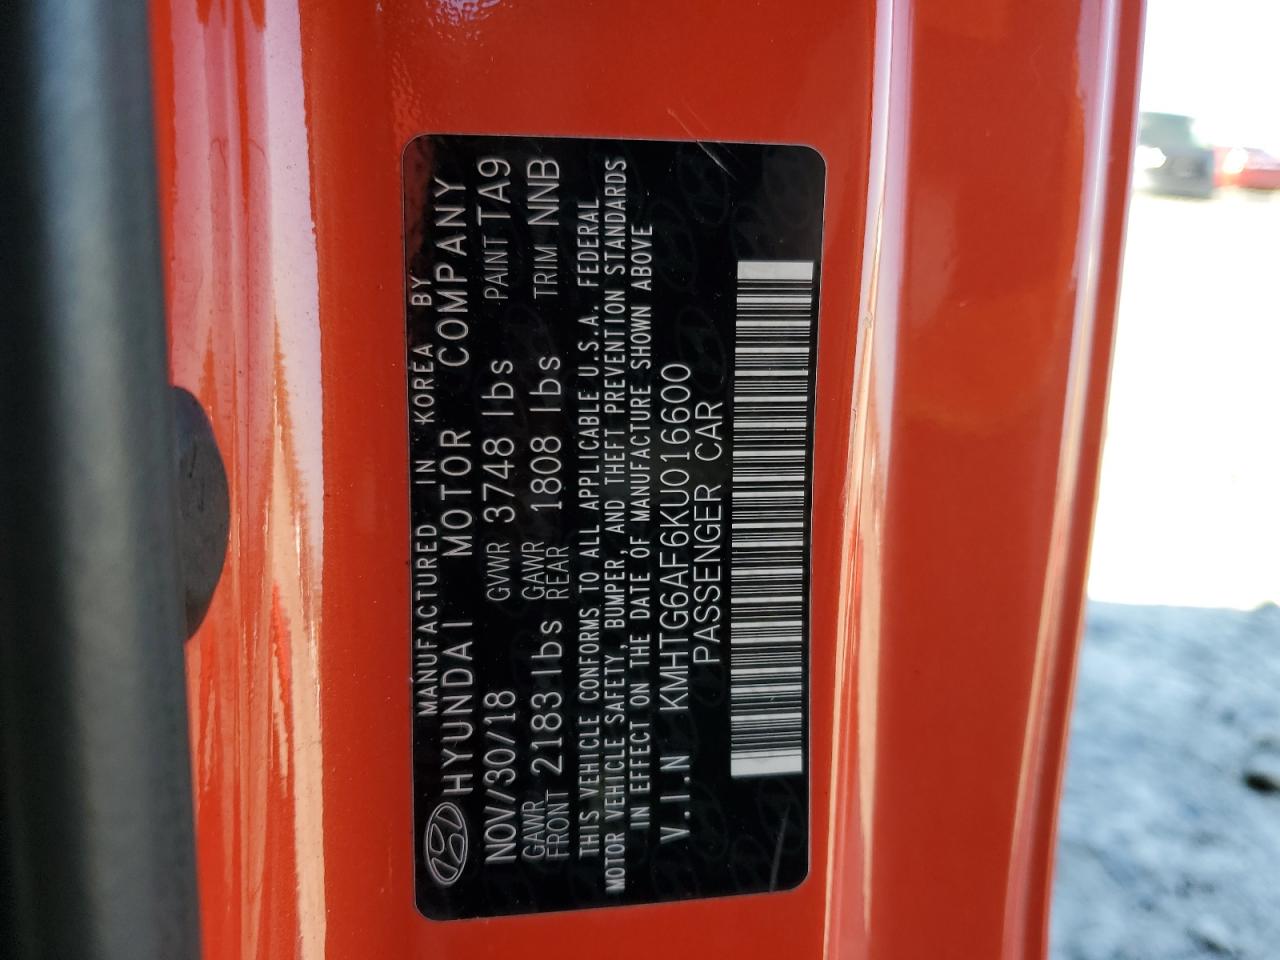 MANUFACTURED IN KOREA BY
HYUNDAI MOTOR COMPANY
NOV/30/18 GVWR 3748 lbs PAINT TA9
GAWR FRONT 2183 lbs GAWR REAR 1808 lbs TRIM NNB
THIS VEHICLE CONFORMS TO ALL APPLICABLE U.S.A. FEDERAL
MOTOR VEHICLE SAFETY, BUMPER, AND THEFT PREVENTION STANDARDS
IN EFFECT ON THE DATE OF MANUFACTURE SHOWN ABOVE
V.I.N KMHTG6AF6KU016600
PASSENGER CAR